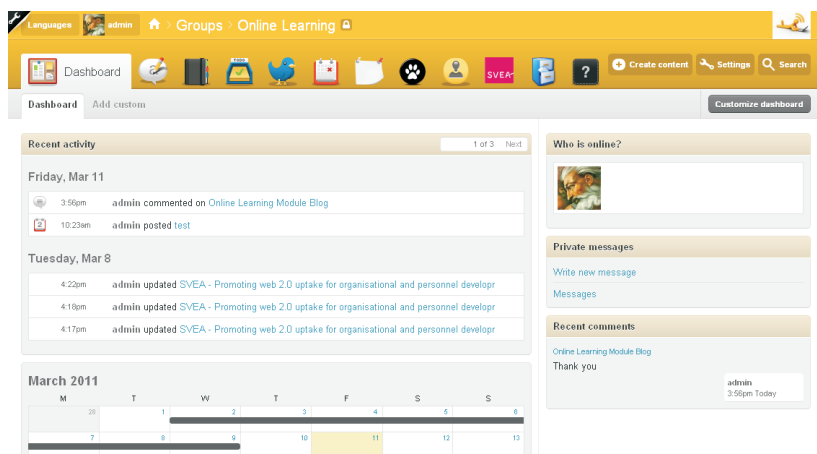 Languages admin Groups > Online Learning
Dashboard SVEA ? Create content Settings Search
Dashboard Add custom Customize dashboard
Recent activity 1 of 3 Next
Friday, Mar 11
3:56pm admin commented on Online Learning Module Blog
2 10:23am admin posted test
Tuesday, Mar 8
4:22pm admin updated SVEA - Promoting web 2.0 uptake for organisational and personnel developr
4:18pm admin updated SVEA - Promoting web 2.0 uptake for organisational and personnel developr
4:17pm admin updated SVEA - Promoting web 2.0 uptake for organisational and personnel developr
March 2011
M T W T F S S
28 1 2 3 4 5 6
7 8 9 10 11 12 13
Who is online?
Private messages
Write new message
Messages
Recent comments
Online Learning Module Blog
Thank you
admin
3:56pm Today